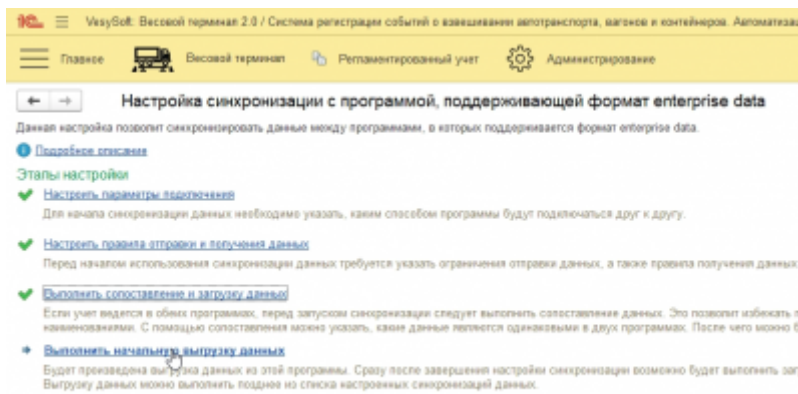 1С VesySoft: Весовой терминал 2.0 / Система регистрации событий о взвешивании автотранспорта, вагонов и контейнеров.
Главное Весовой терминал Регламентированный учет Администрирование
Настройка синхронизации с программой, поддерживающей формат enterprise data
Данная настройка позволит синхронизировать данные между программами, в которых поддерживается формат enterprise data.
Подробное описание
Этапы настройки
Настроить параметры подключения
Для начала синхронизации данных необходимо указать, каким способом программы будут подключаться друг к другу.
Настроить правила отправки и получения данных
Перед началом использования синхронизации данных требуется указать ограничения отправки данных, а также правила получения данных
Выполнить сопоставление и загрузку данных
Если учет ведется в обеих программах, перед запуском синхронизации следует выполнить сопоставление данных. Это позволит избежать
наименованиями. С помощью сопоставления можно указать, какие данные являются одинаковыми в двух программах. После чего можно
Выполнить начальную выгрузку данных
Будет произведена выгрузка данных из этой программы. Сразу после завершения настройки синхронизации возможно будет выполнить
Выгрузку данных можно выполнить позднее из списка настроенных синхронизаций данных.